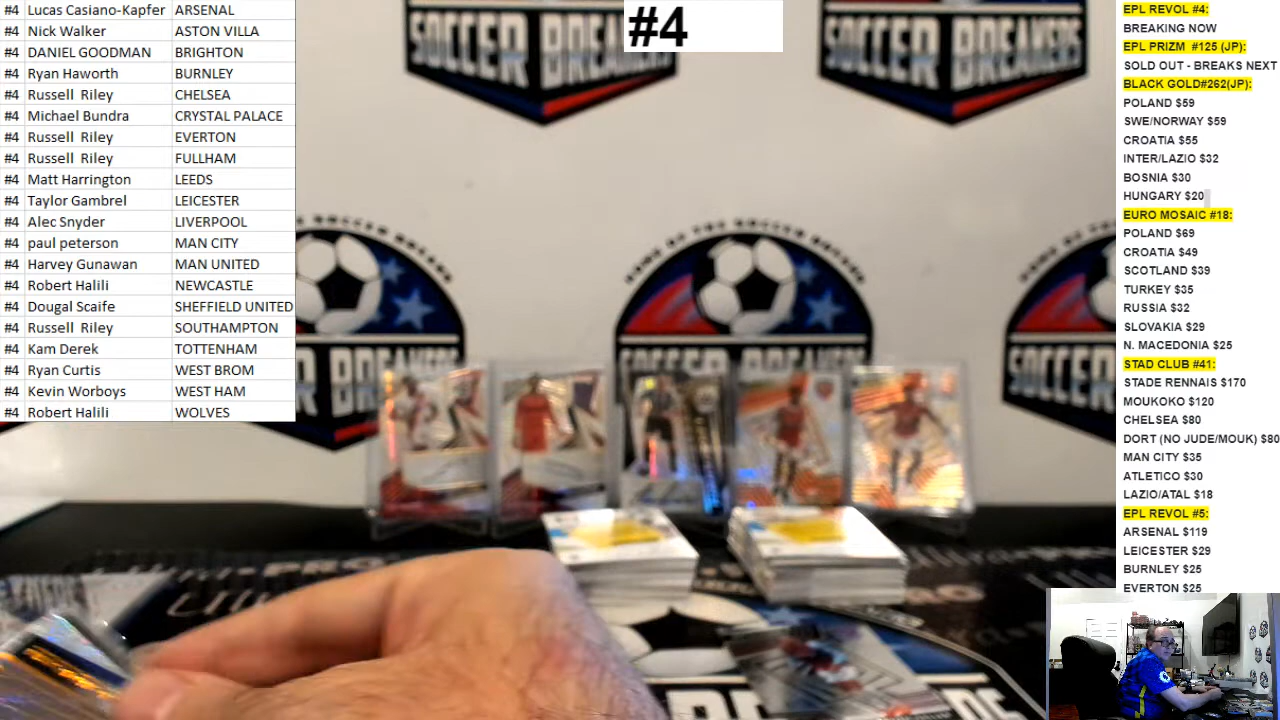 #4 Lucas Casiano-Kapfer ARSENAL
#4 Nick Walker ASTON VILLA
#4 DANIEL GOODMAN BRIGHTON
#4 Ryan Haworth BURNLEY
#4 Russell Riley CHELSEA
#4 Michael Bundra CRYSTAL PALACE
#4 Russell Riley EVERTON
#4 Russell Riley FULLHAM
#4 Matt Harrington LEEDS
#4 Taylor Gambrel LEICESTER
#4 Alec Snyder LIVERPOOL
#4 paul peterson MAN CITY
#4 Harvey Gunawan MAN UNITED
#4 Robert Halili NEWCASTLE
#4 Dougal Scaife SHEFFIELD UNITED
#4 Russell Riley SOUTHAMPTON
#4 Kam Derek TOTTENHAM
#4 Ryan Curtis WEST BROM
#4 Kevin Worboys WEST HAM
#4 Robert Halili WOLVES
#4
SOCCER BREAKERS
SOCCER BREAKERS
SOCCER BREAKERS
EPL REVOL #4:
BREAKING NOW
EPL PRIZM #125 (JP):
SOLD OUT - BREAKS NEXT
BLACK GOLD#262(JP):
POLAND $59
SWE/NORWAY $59
CROATIA $55
INTER/LAZIO $32
BOSNIA $30
HUNGARY $20
EURO MOSAIC #18:
POLAND $69
CROATIA $49
SCOTLAND $39
TURKEY $35
RUSSIA $32
SLOVAKIA $29
N. MACEDONIA $25
STAD CLUB #41:
STADE RENNAIS $170
MOUKOKO $120
CHELSEA $80
DORT (NO JUDE/MOUK) $80
MAN CITY $35
ATLETICO $30
LAZIO/ATAL $18
EPL REVOL #5:
ARSENAL $119
LEICESTER $29
BURNLEY $25
EVERTON $25